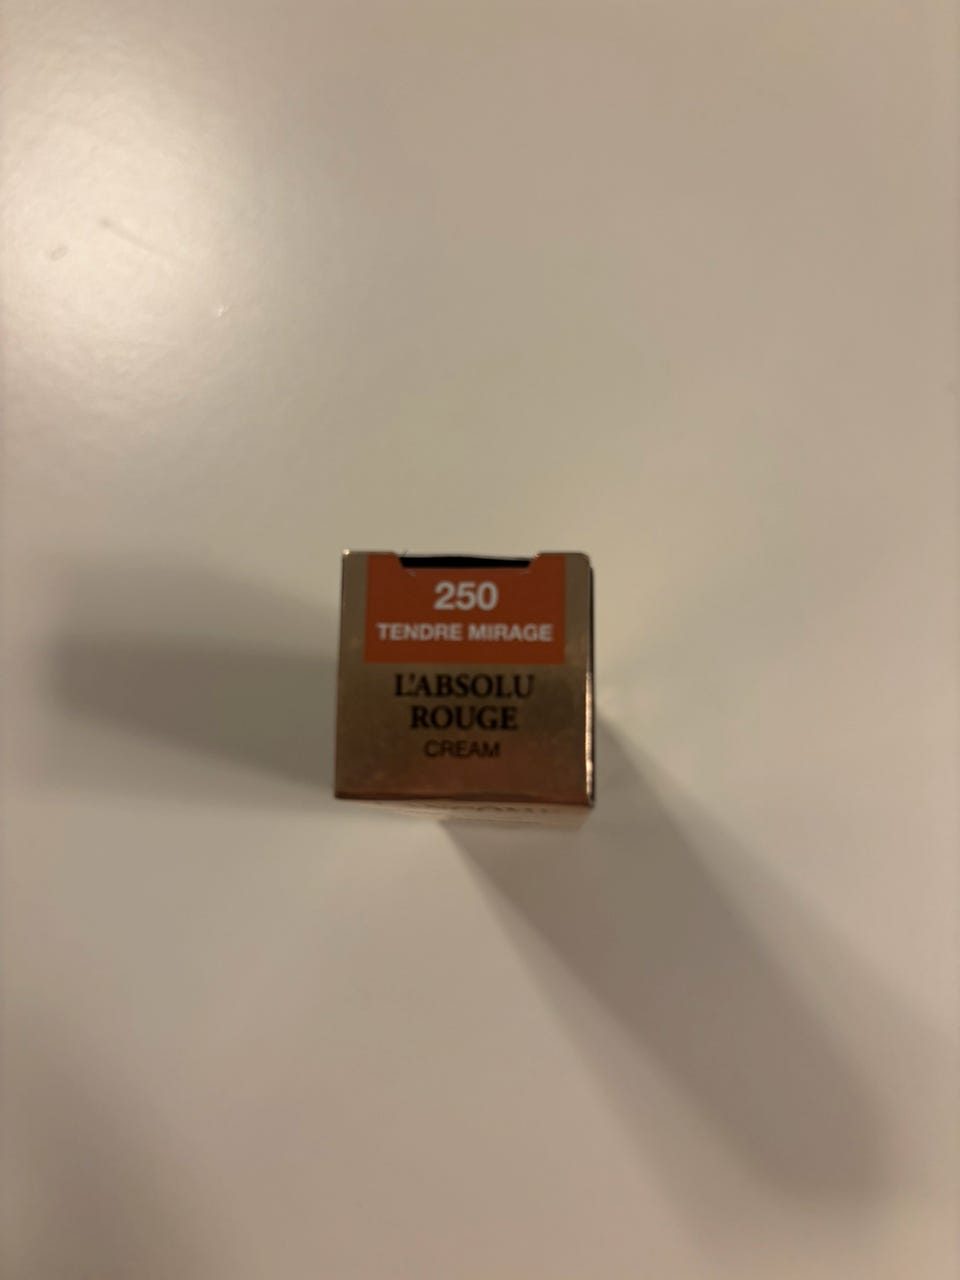 250
TENDRE MIRAGE
L'ABSOLU
ROUGE
CREAM